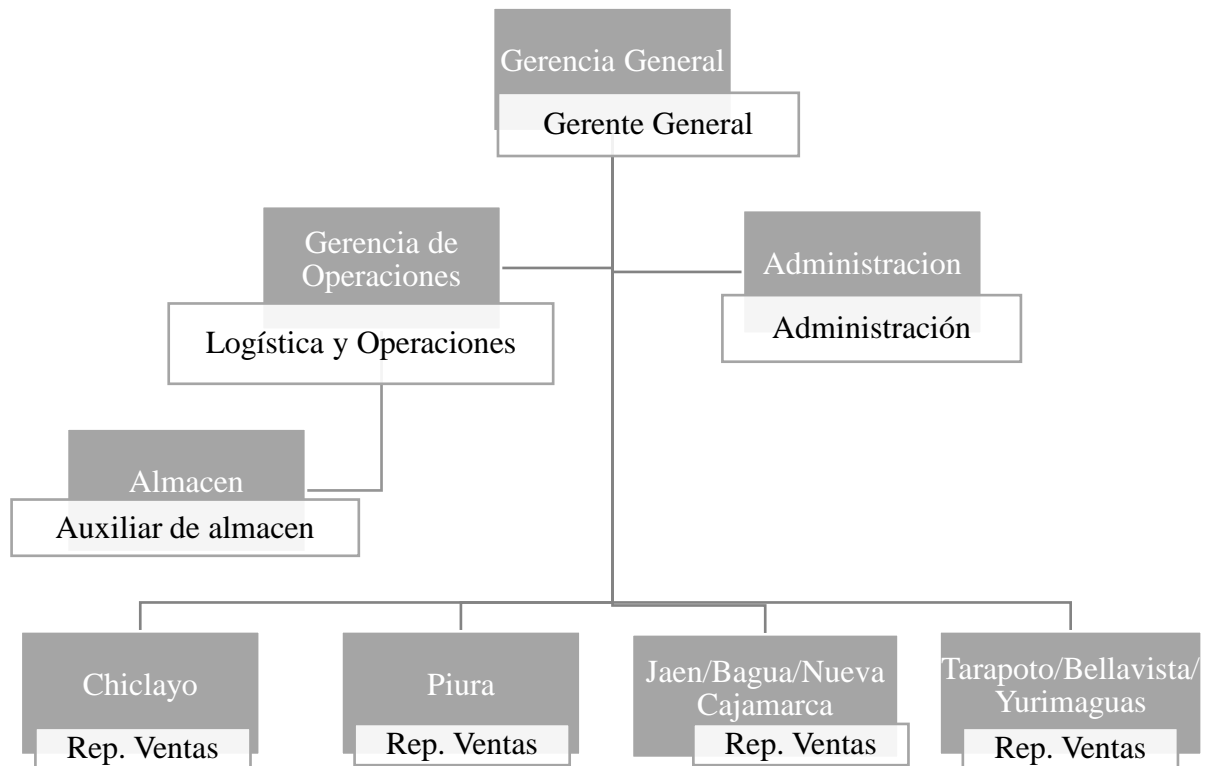 Gerencia General
Gerente General
Gerencia de
Operaciones
Logística y Operaciones
Administracion
Administración
Almacen
Auxiliar de almacen
Chiclayo
Rep. Ventas
Piura
Rep. Ventas
Jaen/Bagua/Nueva
Cajamarca
Rep. Ventas
Tarapoto/Bellavista/
Yurimaguas
Rep. Ventas